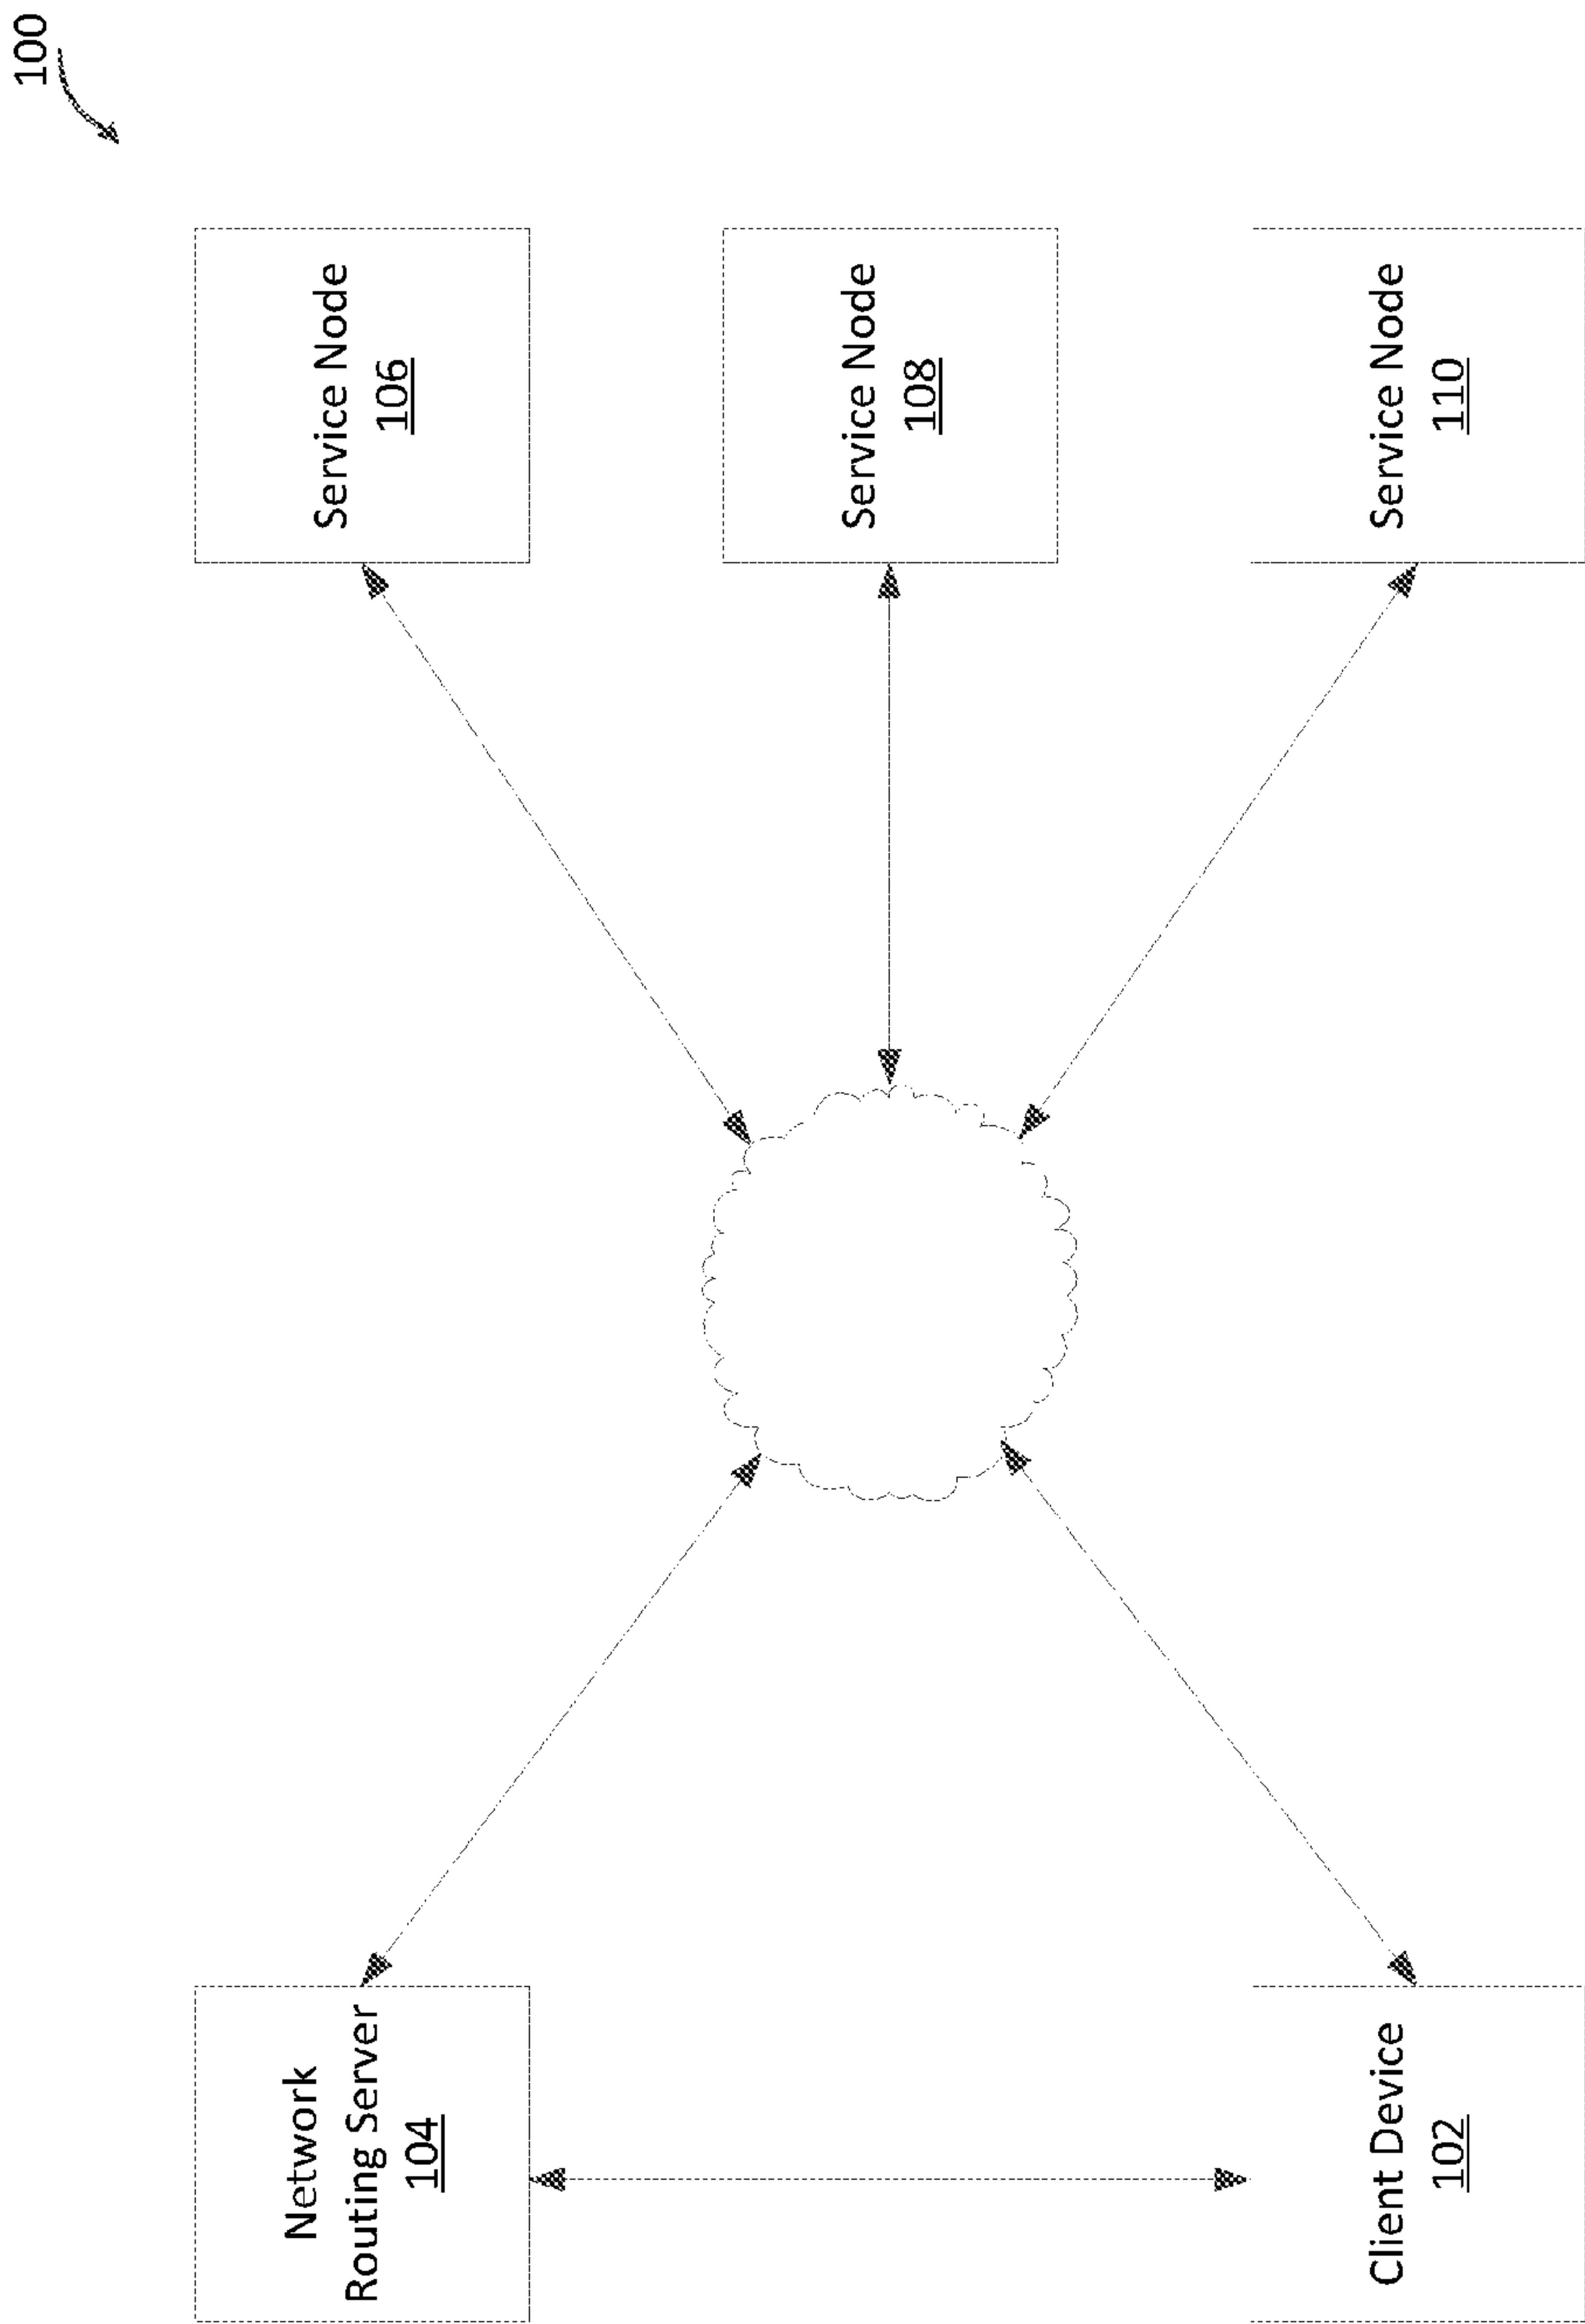 100
Network
Routing Server
104
Service Node
106
Service Node
108
Client Device
102
Service Node
110